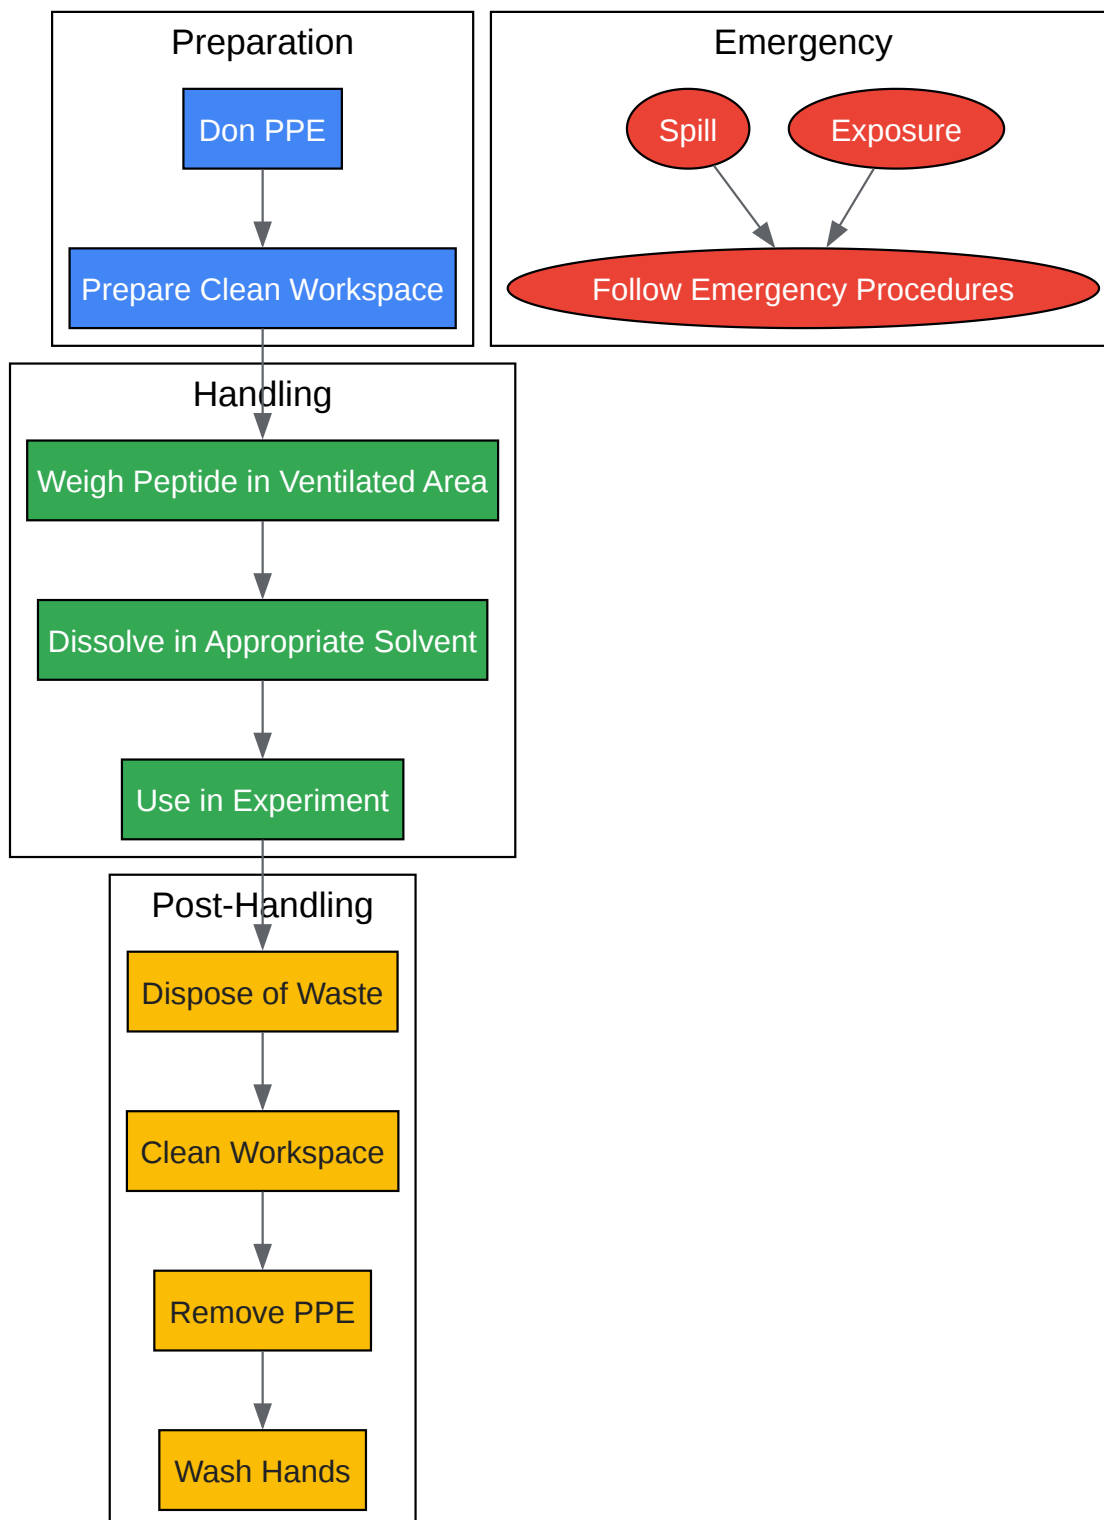 Preparation
Don PPE
Prepare Clean Workspace
Emergency
Spill
Exposure
Follow Emergency Procedures
Handling
Weigh Peptide in Ventilated Area
Dissolve in Appropriate Solvent
Use in Experiment
Post-Handling
Dispose of Waste
Clean Workspace
Remove PPE
Wash Hands